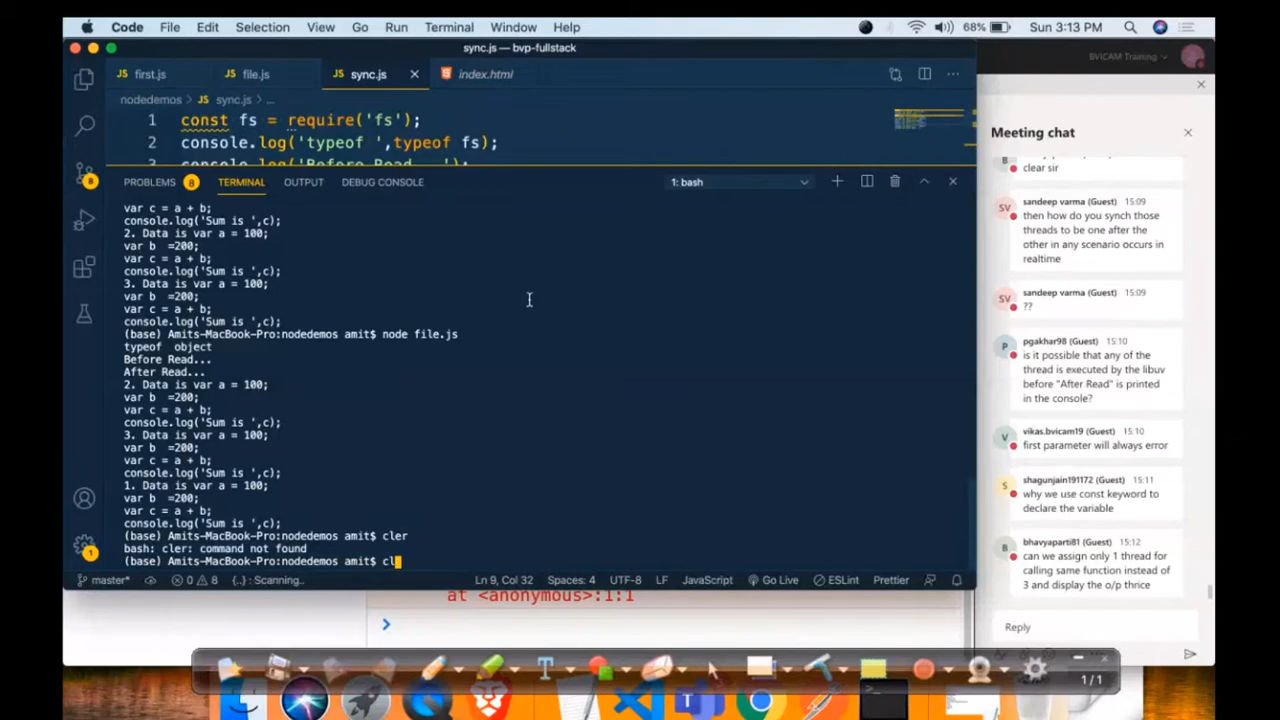 Code File Edit Selection View Go Run Terminal Window Help 68% Sun 3:13 PM
sync.js — bvp-fullstack
BVICAM Training
JS first.js JS file.js JS sync.js index.html
nodedemos > JS sync.js > ...
1 const fs = require('fs');
2 console.log('typeof ',typeof fs);
3 console.log('Before Read...');
PROBLEMS 8 TERMINAL OUTPUT DEBUG CONSOLE 1: bash
var c = a + b;
console.log('Sum is ',c);
2. Data is var a = 100;
var b =200;
var c = a + b;
console.log('Sum is ',c);
3. Data is var a = 100;
var b =200;
var c = a + b;
console.log('Sum is ',c);
(base) Amits-MacBook-Pro:nodedemos amit$ node file.js
typeof object
Before Read...
After Read...
2. Data is var a = 100;
var b =200;
var c = a + b;
console.log('Sum is ',c);
3. Data is var a = 100;
var b =200;
var c = a + b;
console.log('Sum is ',c);
1. Data is var a = 100;
var b =200;
var c = a + b;
console.log('Sum is ',c);
(base) Amits-MacBook-Pro:nodedemos amit$ cler
bash: cler: command not found
(base) Amits-MacBook-Pro:nodedemos amit$ cl
8
1
master* 0 8 {..}: Scanning.. Ln 9, Col 32 Spaces: 4 UTF-8 LF JavaScript Go Live ESLint Prettier
at <anonymous>:1:1
>
Meeting chat
B
clear sir
SV sandeep varma (Guest) 15:09
then how do you synch those
threads to be one after the
other in any scenario occurs in
realtime
SV sandeep varma (Guest) 15:09
??
P pgakhar98 (Guest) 15:10
is it possible that any of the
thread is executed by the libuv
before "After Read" is printed
in the console?
V vikas.bvicam19 (Guest) 15:10
first parameter will always error
S shagunjain191172 (Guest) 15:11
why we use const keyword to
declare the variable
B bhavyaparti81 (Guest) 15:12
can we assign only 1 thread for
calling same function instead of
3 and display the o/p thrice
Reply
1/1